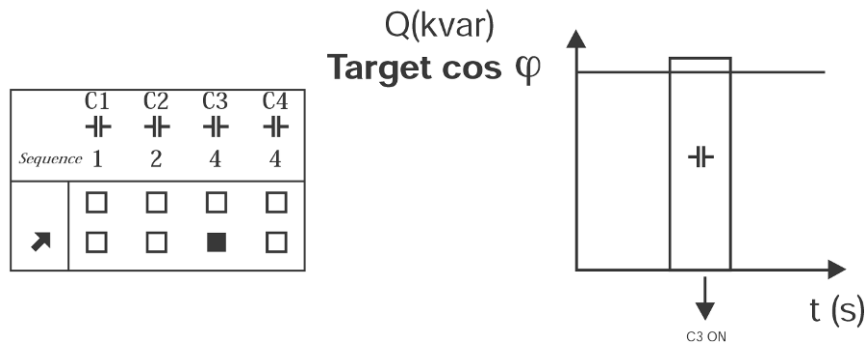 Q(kvar)
Target cos φ
C1 C2 C3 C4
Sequence 1 2 4 4
t (s)
C3 ON